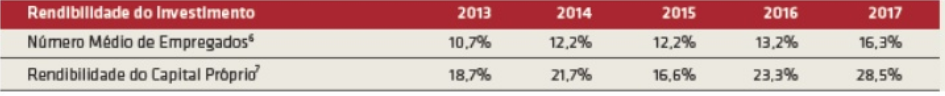 Rendibilidade do Investimento 2013 2014 2015 2016 2017
Número Médio de Empregados⁶ 10,7% 12,2% 12,2% 13,2% 16,3%
Rendibilidade do Capital Próprio⁷ 18,7% 21,7% 16,6% 23,3% 28,5%